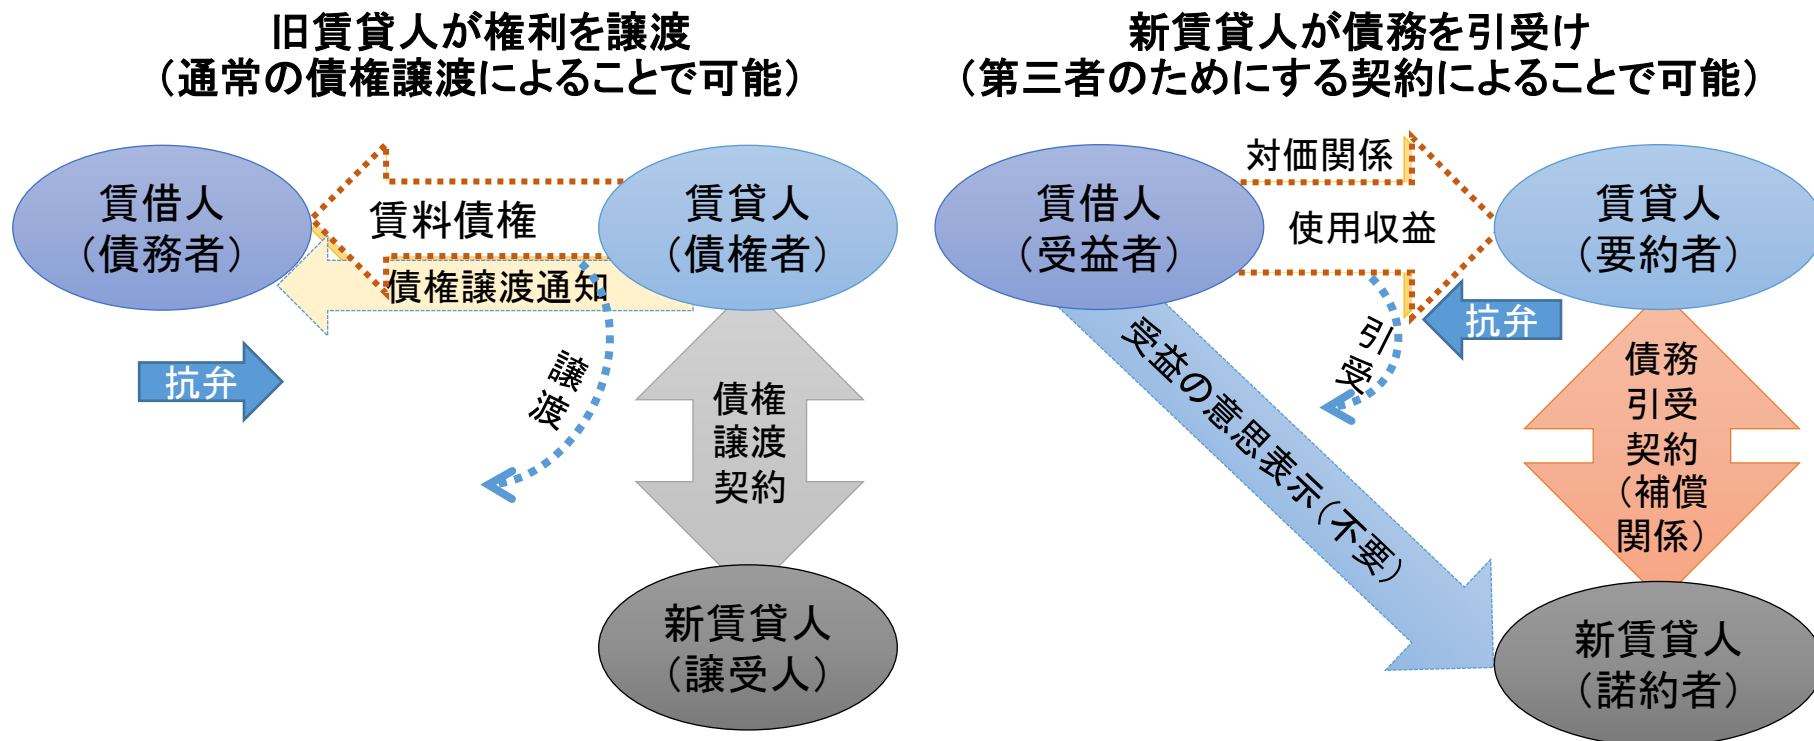 旧賃貸人が権利を譲渡
（通常の債権譲渡によることで可能）
賃借人
（債務者）
賃料債権
賃貸人
（債権者）
債権譲渡通知
抗弁
譲渡
債権
譲渡
契約
新賃貸人
（譲受人）
新賃貸人が債務を引受け
（第三者のためにする契約によることで可能）
対価関係
賃借人
（受益者）
使用収益
賃貸人
（要約者）
抗弁
引受
受益の意思表示（不要）
債務
引受
契約
（補償
関係）
新賃貸人
（諾約者）